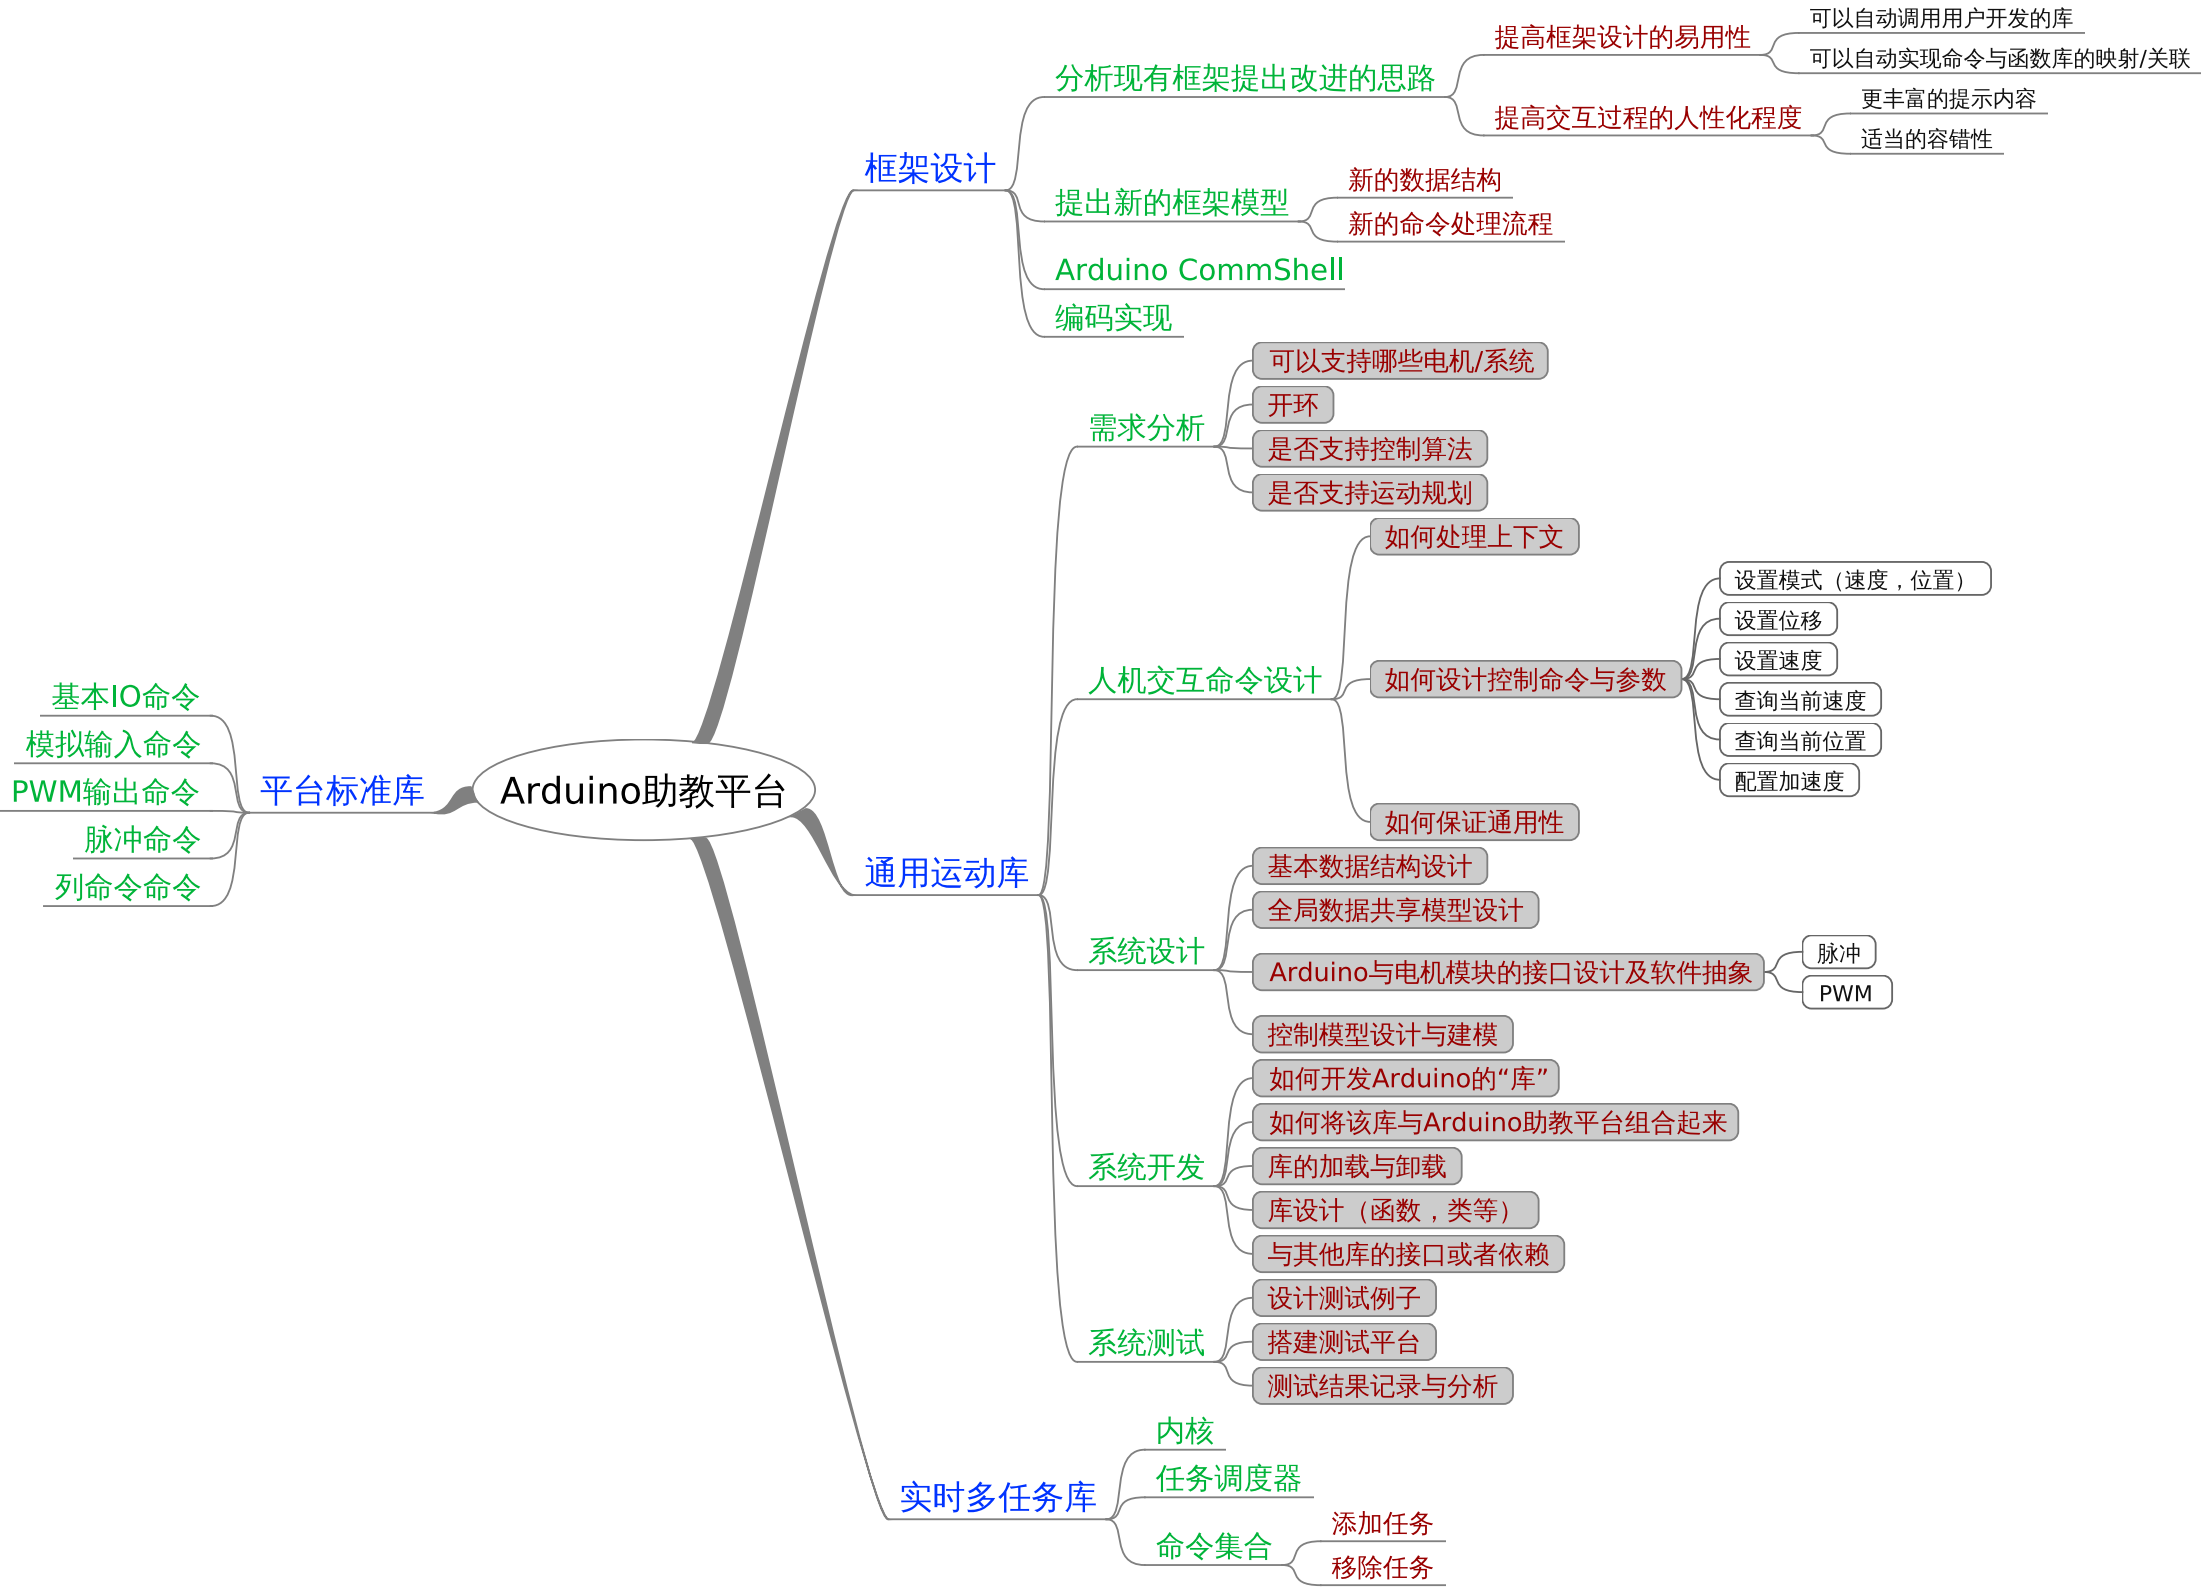 Arduino助教平台
框架设计
分析现有框架提出改进的思路
提高框架设计的易用性
可以自动调用用户开发的库
可以自动实现命令与函数库的映射/关联
提高交互过程的人性化程度
更丰富的提示内容
适当的容错性
提出新的框架模型
新的数据结构
新的命令处理流程
Arduino CommShell
编码实现
通用运动库
需求分析
可以支持哪些电机/系统
开环
是否支持控制算法
是否支持运动规划
人机交互命令设计
如何处理上下文
如何设计控制命令与参数
设置模式（速度，位置）
设置位移
设置速度
查询当前速度
查询当前位置
配置加速度
如何保证通用性
系统设计
基本数据结构设计
全局数据共享模型设计
Arduino与电机模块的接口设计及软件抽象
脉冲
PWM
控制模型设计与建模
系统开发
如何开发Arduino的“库”
如何将该库与Arduino助教平台组合起来
库的加载与卸载
库设计（函数，类等）
与其他库的接口或者依赖
系统测试
设计测试例子
搭建测试平台
测试结果记录与分析
实时多任务库
内核
任务调度器
命令集合
添加任务
移除任务
平台标准库
基本IO命令
模拟输入命令
PWM输出命令
脉冲命令
列命令命令